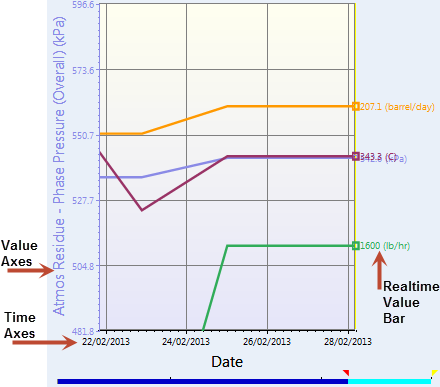 596.6
573.6
550.7
527.7
504.8
481.8
Atmos Residue - Phase Pressure (Overall) (kPa)
207.1 (barrel/day)
343.3 (C)
(kPa)
1600 (lb/hr)
Value
Axes
Time
Axes
Realtime
Value
Bar
22/02/2013
24/02/2013
26/02/2013
28/02/2013
Date